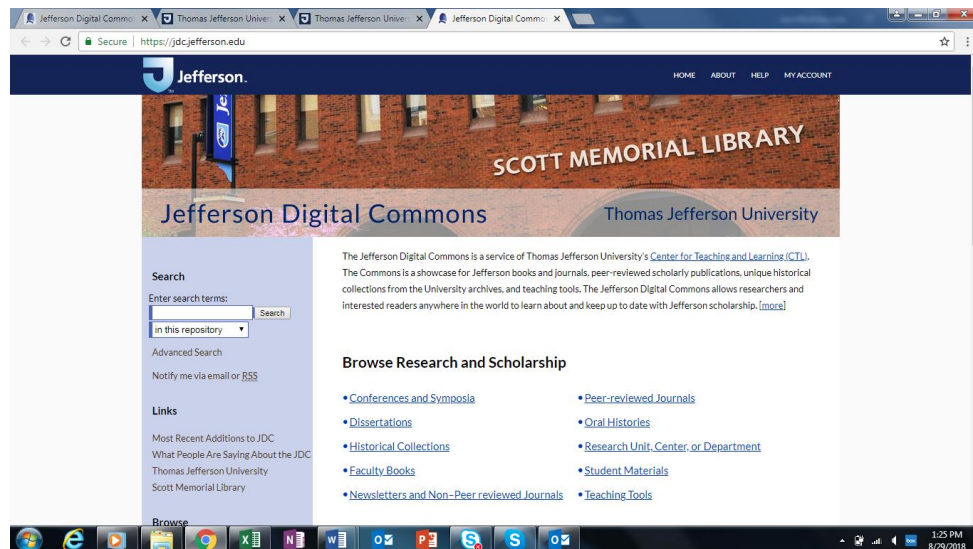 Jefferson Digital Commo
Thomas Jefferson Univer
Thomas Jefferson Univer
Jefferson Digital Commo
Secure | https://jdc.jefferson.edu
Jefferson.
HOME ABOUT HELP MY ACCOUNT
SCOTT MEMORIAL LIBRARY
Jefferson Digital Commons
Thomas Jefferson University
The Jefferson Digital Commons is a service of Thomas Jefferson University's Center for Teaching and Learning (CTL).
The Commons is a showcase for Jefferson books and journals, peer-reviewed scholarly publications, unique historical
collections from the University archives, and teaching tools. The Jefferson Digital Commons allows researchers and
interested readers anywhere in the world to learn about and keep up to date with Jefferson scholarship. [more]
Search
Enter search terms:
Search
in this repository
Advanced Search
Notify me via email or RSS
Links
Most Recent Additions to JDC
What People Are Saying About the JDC
Thomas Jefferson University
Scott Memorial Library
Browse
Browse Research and Scholarship
• Conferences and Symposia
• Dissertations
• Historical Collections
• Faculty Books
• Newsletters and Non–Peer reviewed Journals
• Peer-reviewed Journals
• Oral Histories
• Research Unit, Center, or Department
• Student Materials
• Teaching Tools
1:25 PM
8/29/2018